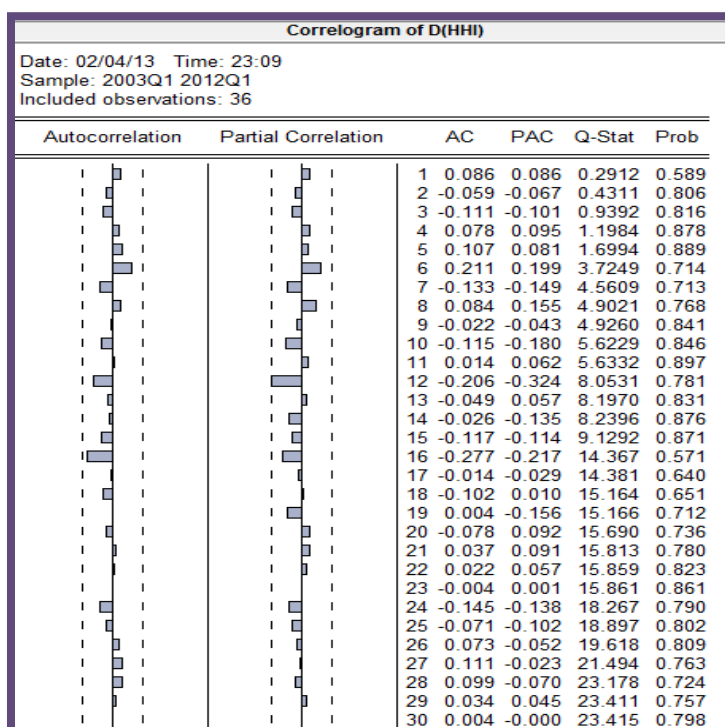 Correlogram of D(HHI)
Date: 02/04/13 Time: 23:09
Sample: 2003Q1 2012Q1
Included observations: 36
Autocorrelation Partial Correlation AC PAC Q-Stat Prob
1 0.086 0.086 0.2912 0.589
2 -0.059 -0.067 0.4311 0.806
3 -0.111 -0.101 0.9392 0.816
4 0.078 0.095 1.1984 0.878
5 0.107 0.081 1.6994 0.889
6 0.211 0.199 3.7249 0.714
7 -0.133 -0.149 4.5609 0.713
8 0.084 0.155 4.9021 0.768
9 -0.022 -0.043 4.9260 0.841
10 -0.115 -0.180 5.6229 0.846
11 0.014 0.062 5.6332 0.897
12 -0.206 -0.324 8.0531 0.781
13 -0.049 0.057 8.1970 0.831
14 -0.026 -0.135 8.2396 0.876
15 -0.117 -0.114 9.1292 0.871
16 -0.277 -0.217 14.367 0.571
17 -0.014 -0.029 14.381 0.640
18 -0.102 0.010 15.164 0.651
19 0.004 -0.156 15.166 0.712
20 -0.078 0.092 15.690 0.736
21 0.037 0.091 15.813 0.780
22 0.022 0.057 15.859 0.823
23 -0.004 0.001 15.861 0.861
24 -0.145 -0.138 18.267 0.790
25 -0.071 -0.102 18.897 0.802
26 0.073 -0.052 19.618 0.809
27 0.111 -0.023 21.494 0.763
28 0.099 -0.070 23.178 0.724
29 0.034 0.045 23.411 0.757
30 0.004 -0.000 23.415 0.798